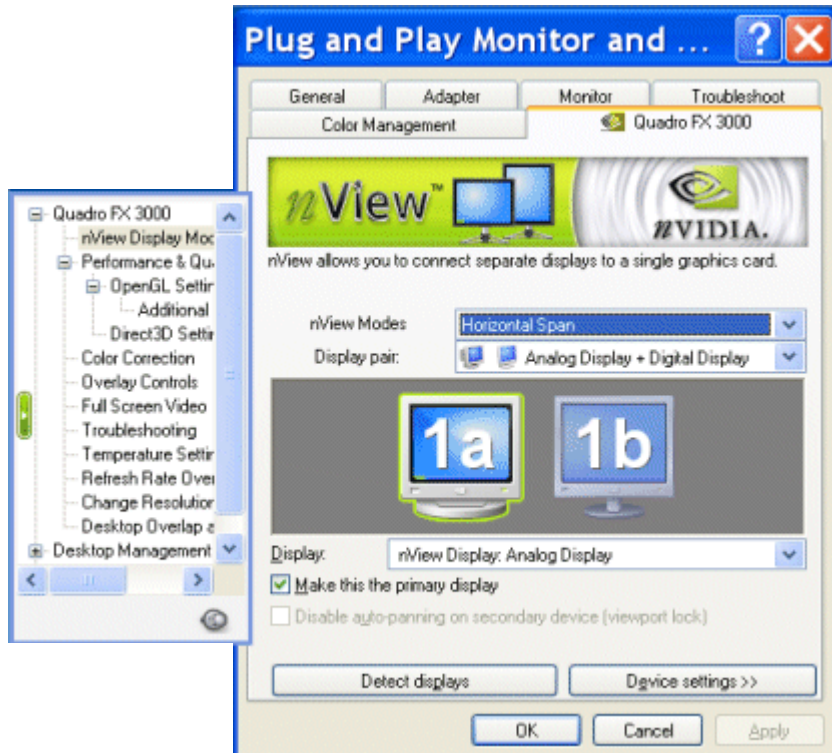 Plug and Play Monitor and ...
General Adapter Monitor Troubleshoot
Color Management Quadro FX 3000
nView™
nVIDIA.
nView allows you to connect separate displays to a single graphics card.
nView Modes Horizontal Span
Display pair: Analog Display + Digital Display
1a 1b
Display: nView Display: Analog Display
Make this the primary display
Disable auto-panning on secondary device (viewport lock)
Detect displays Device settings >>
OK Cancel Apply
Quadro FX 3000
nView Display Moc
Performance & Qu
OpenGL Settin
Additional
Direct3D Settin
Color Correction
Overlay Controls
Full Screen Video
Troubleshooting
Temperature Settin
Refresh Rate Over
Change Resolution
Desktop Overlap a
Desktop Management